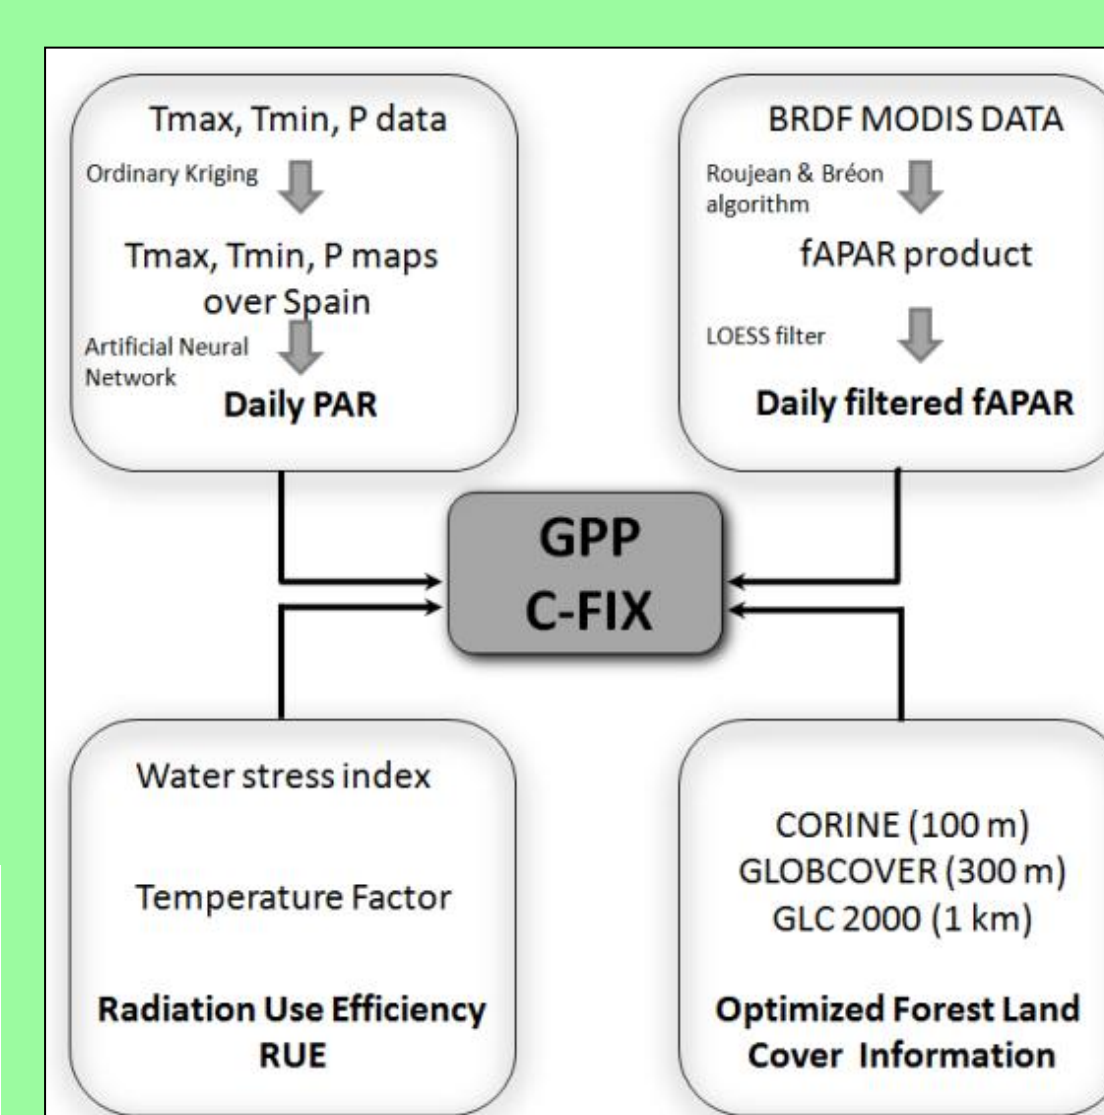 Tmax, Tmin, P data
Ordinary Kriging
Tmax, Tmin, P maps
over Spain
Artificial Neural
Network
Daily PAR
BRDF MODIS DATA
Roujean & Bréon
algorithm
fAPAR product
LOESS filter
Daily filtered fAPAR
GPP
C-FIX
Water stress index
Temperature Factor
Radiation Use Efficiency
RUE
CORINE (100 m)
GLOBCOVER (300 m)
GLC 2000 (1 km)
Optimized Forest Land
Cover Information